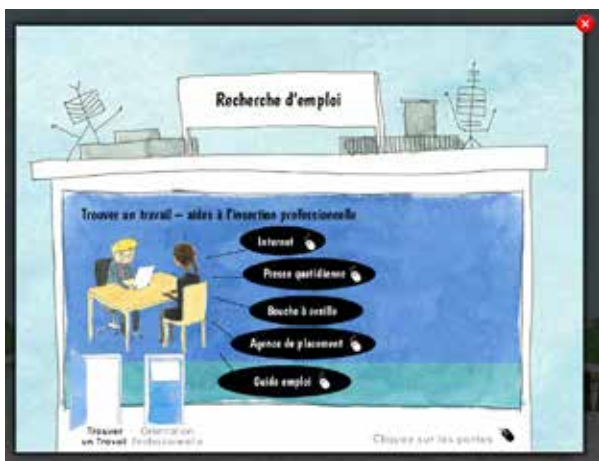 Recherche d'emploi
Trouver un travail – aides à l'insertion professionnelle
Internet
Presse quotidienne
Bouche à oreille
Agence de placement
Guide emploi
Trouver
un Travail
Orientation
Professionnelle
Cliquez sur les portes